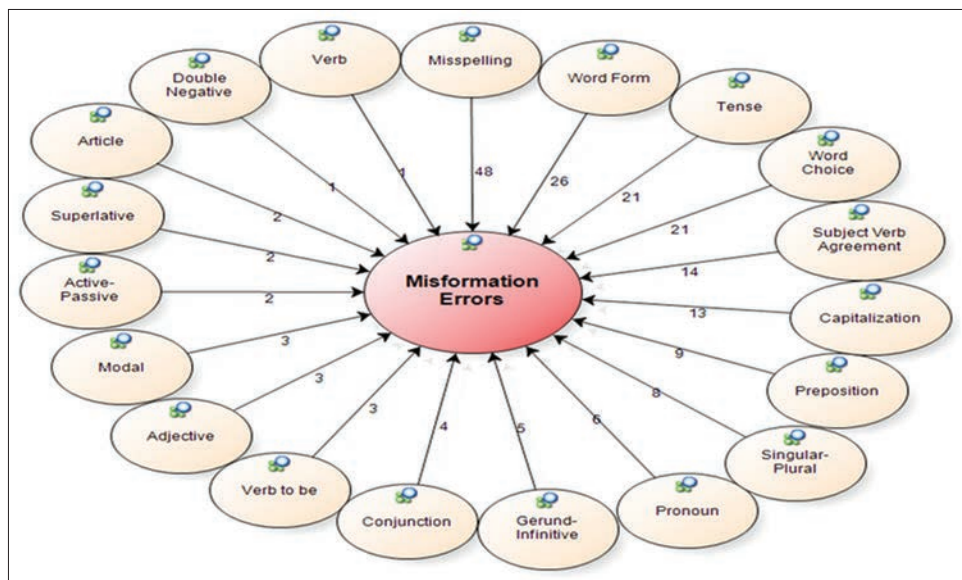 Misspelling
48
Word Form
26
Tense
21
Word
Choice
21
Subject Verb
Agreement
14
Capitalization
13
Preposition
9
Singular-
Plural
8
Pronoun
6
Gerund-
Infinitive
5
Conjunction
4
Verb to be
3
Adjective
3
Modal
3
Active-
Passive
2
Superlative
2
Article
2
Double
Negative
1
Verb
1
Misformation
Errors